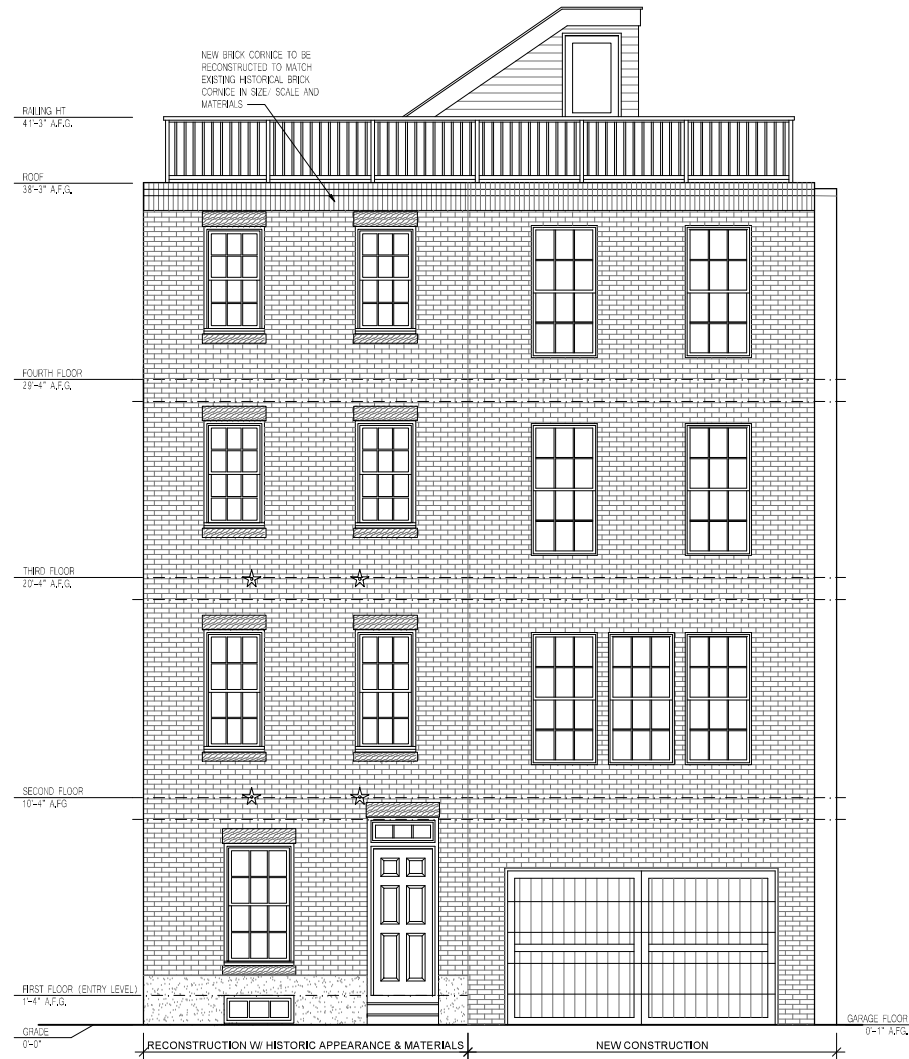 NEW BRICK CORNICE TO BE
RECONSTRUCTED TO MATCH
EXISTING HISTORICAL BRICK
CORNICE IN SIZE/ SCALE AND
MATERIALS
RAILING HT
41'-3" A.F.G.
ROOF
38'-3" A.F.G.
FOURTH FLOOR
29'-4" A.F.G.
THIRD FLOOR
20'-4" A.F.G.
SECOND FLOOR
10'-4" A.FG
FIRST FLOOR (ENTRY LEVEL)
1'-4" A.F.G.
GRADE
0'-0"
GARAGE FLOOR
0'-1" A.FG.
RECONSTRUCTION W/ HISTORIC APPEARANCE & MATERIALS
NEW CONSTRUCTION